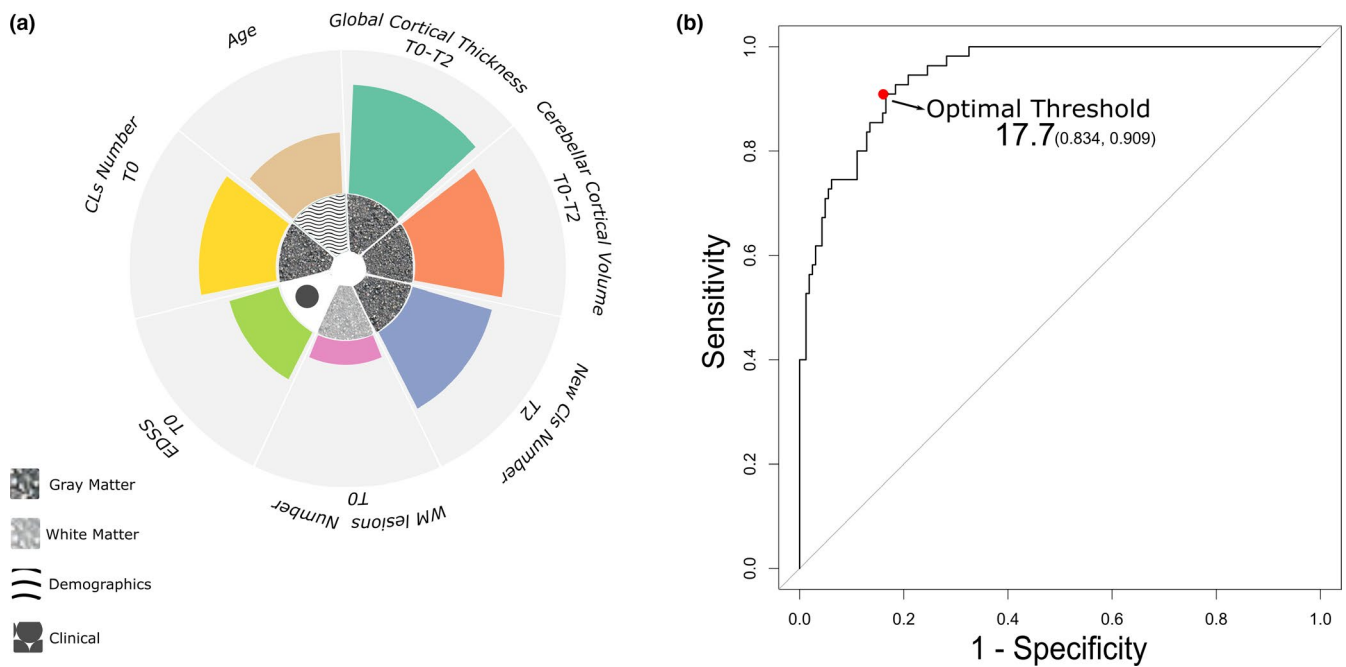 (a)
Age
Global Cortical Thickness
T0-T2
Cerebellar Cortical Volume
T0-T2
New Cls Number
T2
WM lesions Number
T0
EDSS
T0
CLs Number
T0
Gray Matter
White Matter
Demographics
Clinical
(b)
Sensitivity
1.0
0.8
0.6
0.4
0.2
0.0
Optimal Threshold
17.7(0.834, 0.909)
0.0 0.2 0.4 0.6 0.8 1.0
1 - Specificity